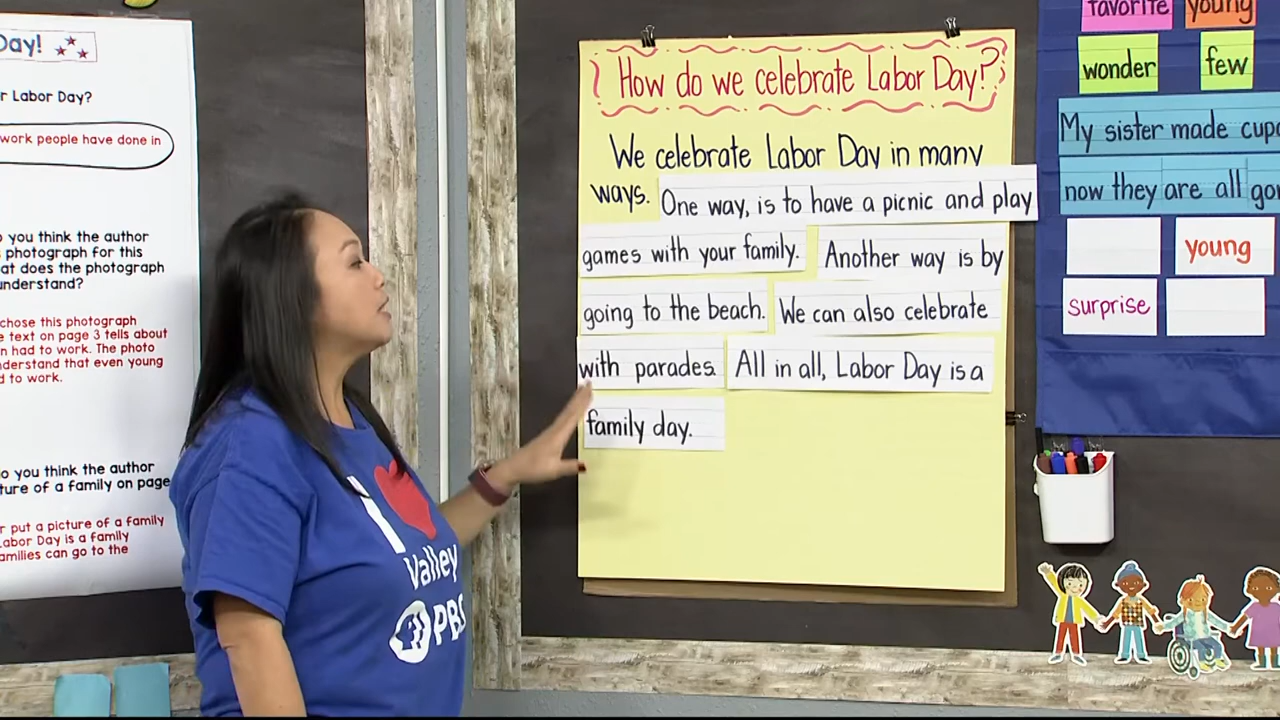 Day!
r Labor Day?
work people have done in
o you think the author
photograph for this
at does the photograph
understand?
chose this photograph
e text on page 3 tells about
n had to work. The photo
derstand that even young
d to work.
o you think the author
ture of a family on page
r put a picture of a family
Labor Day is a family
amilies can go to the
I
Valley
PBS
How do we celebrate Labor Day?
We celebrate Labor Day in many
ways. One way, is to have a picnic and play
games with your family. Another way is by
going to the beach. We can also celebrate
with parades. All in all, Labor Day is a
family day.
favorite young
wonder few
My sister made cupc
now they are all gon
young
surprise